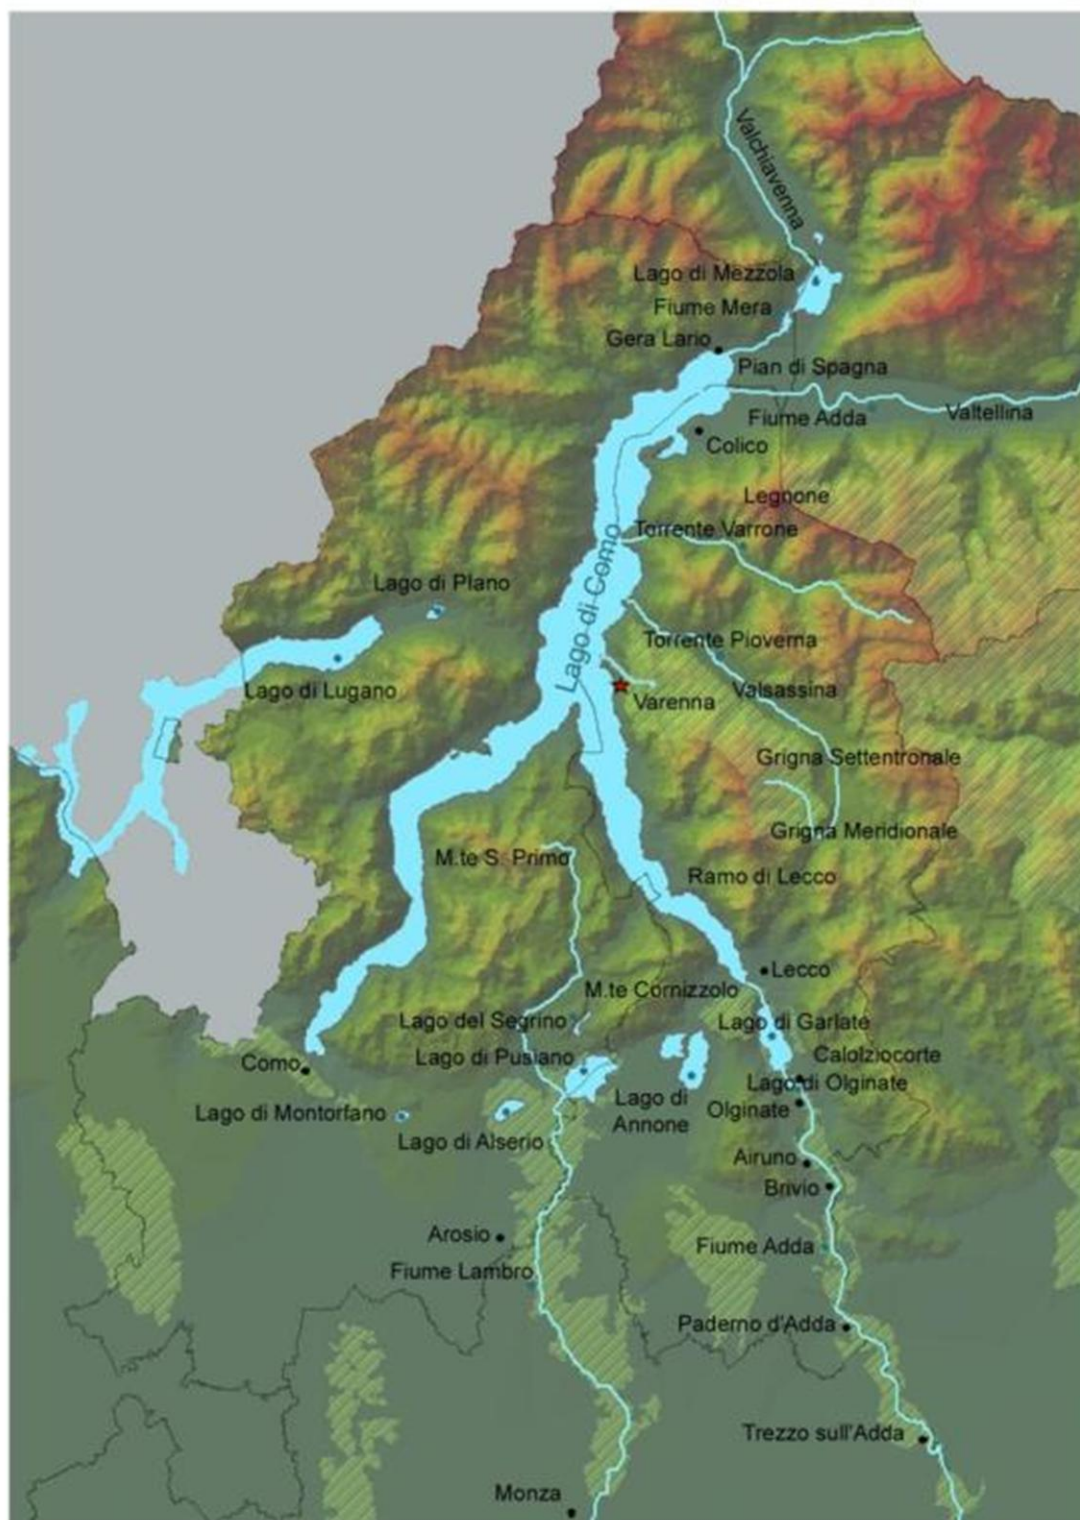 Valchiavenna
Lago di Mezzola
Fiume Mera
Gera Lario
Pian di Spagna
Fiume Adda
Valtellina
Colico
Legnone
Torrente Varrone
Lago di Como
Lago di Plano
Torrente Pioverna
Lago di Lugano
Valsassina
Varenna
Grigna Settentronale
Grigna Meridionale
M.te S. Primo
Ramo di Lecco
Lecco
M.te Cornizzolo
Lago del Segrino
Lago di Garlate
Lago di Pusiano
Calolziocorte
Como
Lago di Olginate
Lago di
Annone
Olginate
Lago di Montorfano
Lago di Alserio
Airuno
Brivio
Arosio
Fiume Adda
Fiume Lambro
Paderno d'Adda
Trezzo sull'Adda
Monza